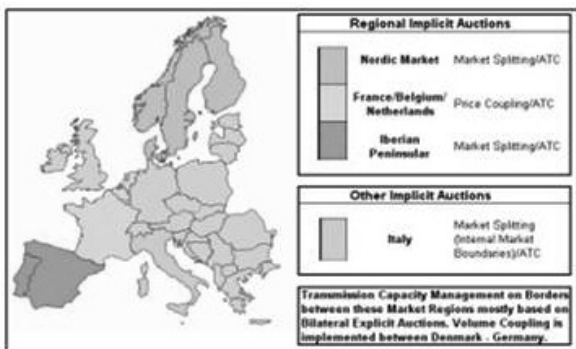 Regional Implicit Auctions
Nordic Market Market Splitting/ATC
France/Belgium/
Netherlands Price Coupling/ATC
Iberian
Peninsular Market Splitting/ATC
Other Implicit Auctions
Italy Market Splitting
(Internal Market
Boundaries)/ATC
Transmission Capacity Management on Borders
between these Market Regions mostly based on
Bilateral Explicit Auctions. Volume Coupling is
implemented between Denmark - Germany.